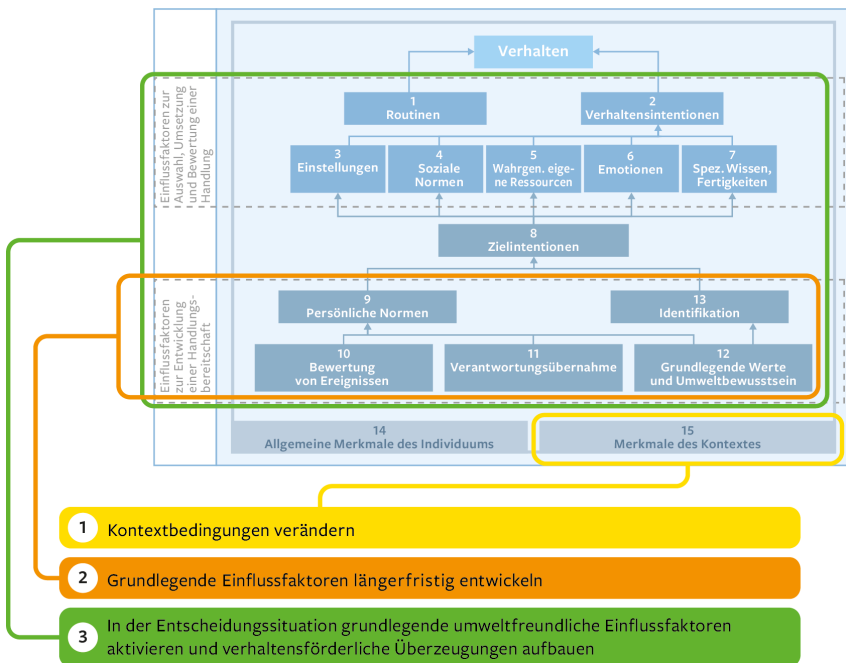 Verhalten
Einflussfaktoren zur
Auswahl, Umsetzung
und Bewertung einer
Handlung
1
Routinen
2
Verhaltensintentionen
3
Einstellungen
4
Soziale
Normen
5
Wahrgen. eige-
ne Ressourcen
6
Emotionen
7
Spez. Wissen,
Fertigkeiten
8
Zielintentionen
Einflussfaktoren
zur Entwicklung
einer Handlungs-
bereitschaft
9
Persönliche Normen
13
Identifikation
10
Bewertung
von Ereignissen
11
Verantwortungsübernahme
12
Grundlegende Werte
und Umweltbewusstsein
14
Allgemeine Merkmale des Individuums
15
Merkmale des Kontextes
1 Kontextbedingungen verändern
2 Grundlegende Einflussfaktoren längerfristig entwickeln
3 In der Entscheidungssituation grundlegende umweltfreundliche Einflussfaktoren
aktivieren und verhaltensförderliche Überzeugungen aufbauen